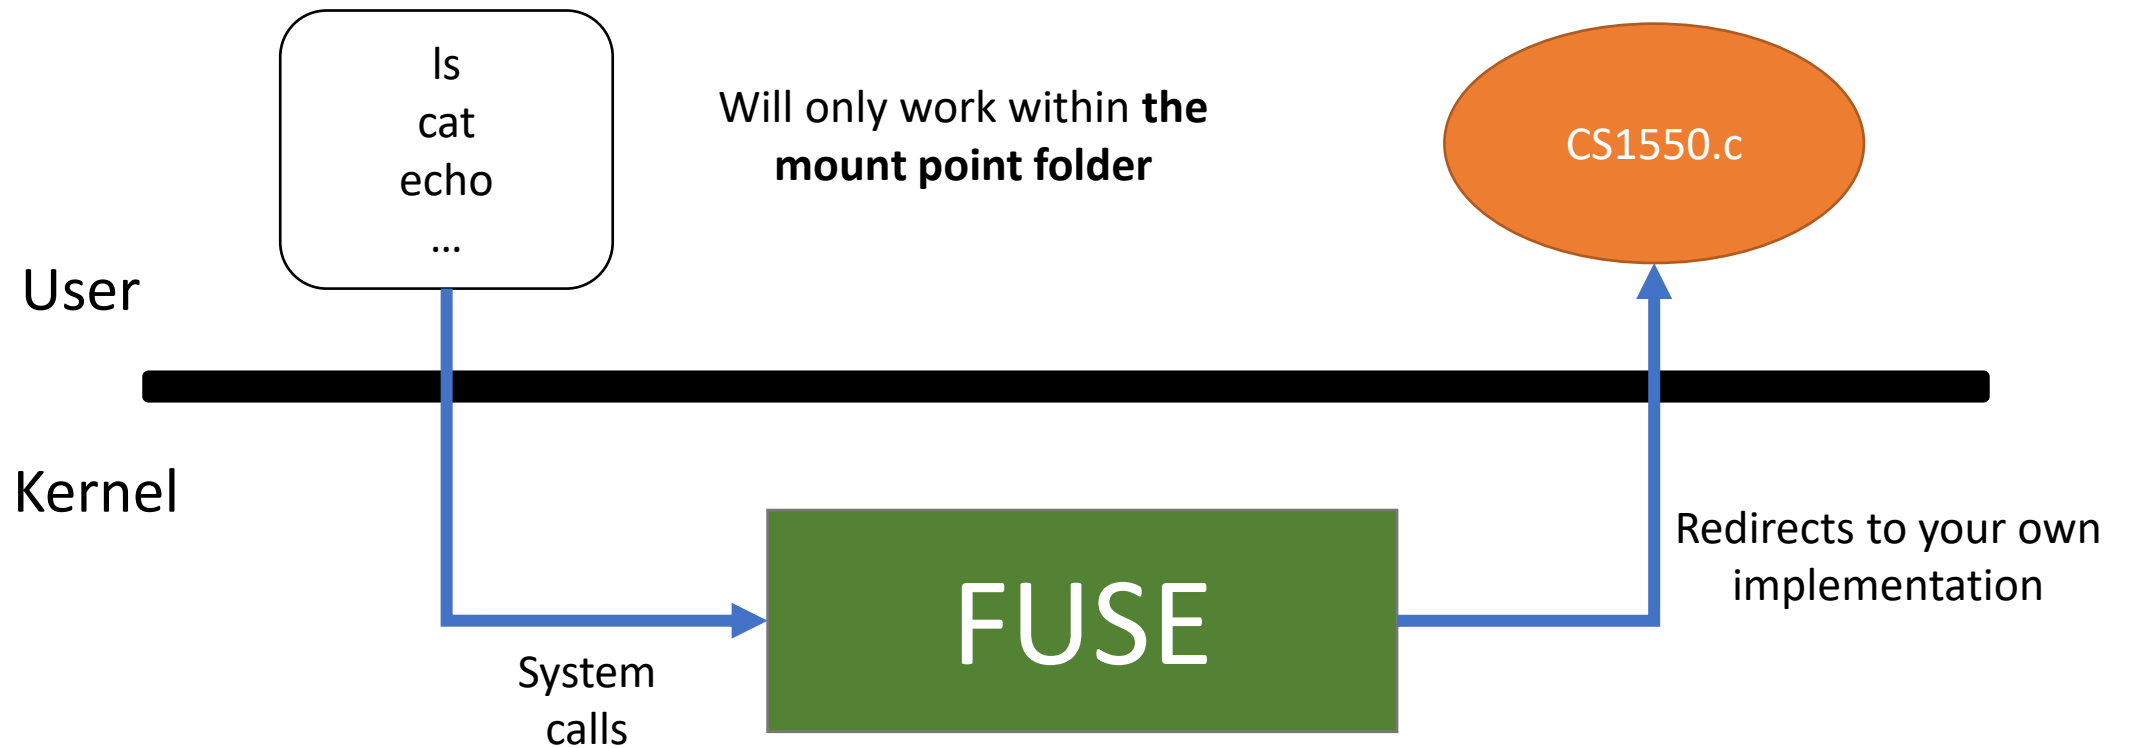 ls
cat
echo
...
Will only work within the
mount point folder
CS1550.c
User
Kernel
FUSE
Redirects to your own
implementation
System
calls